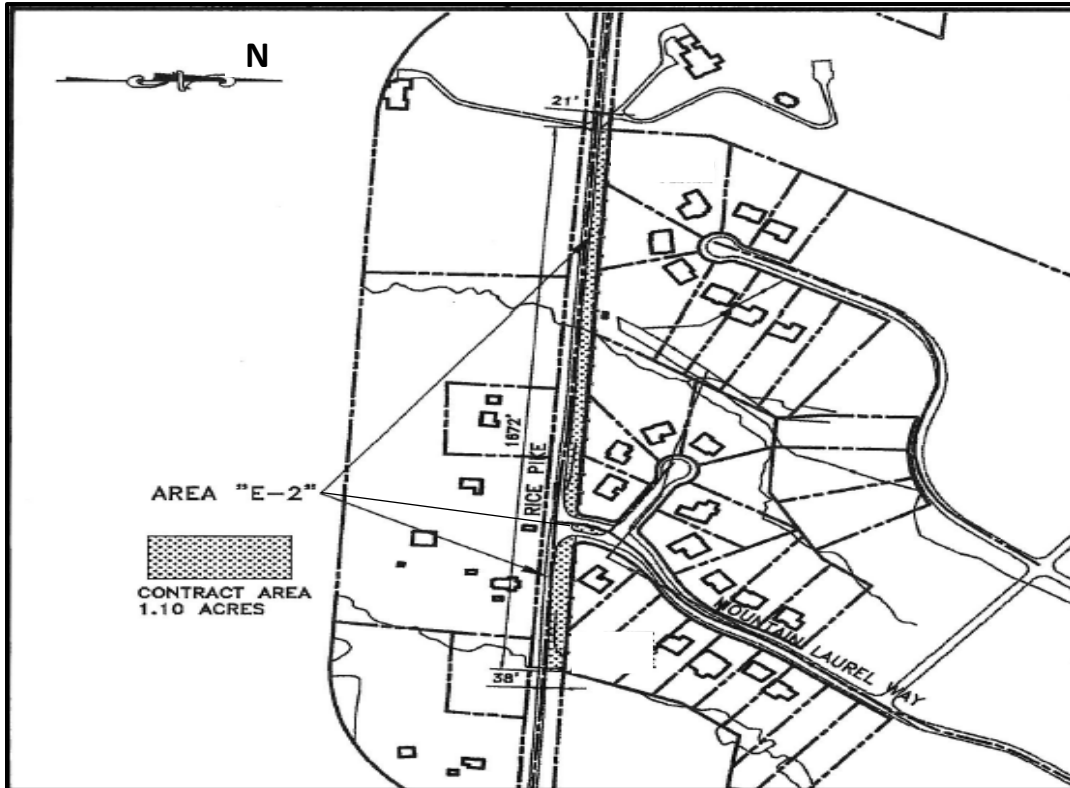 N
21'
1672'
RICE PIKE
AREA "E-2"
CONTRACT AREA
1.10 ACRES
MOUNTAIN LAUREL WAY
38'